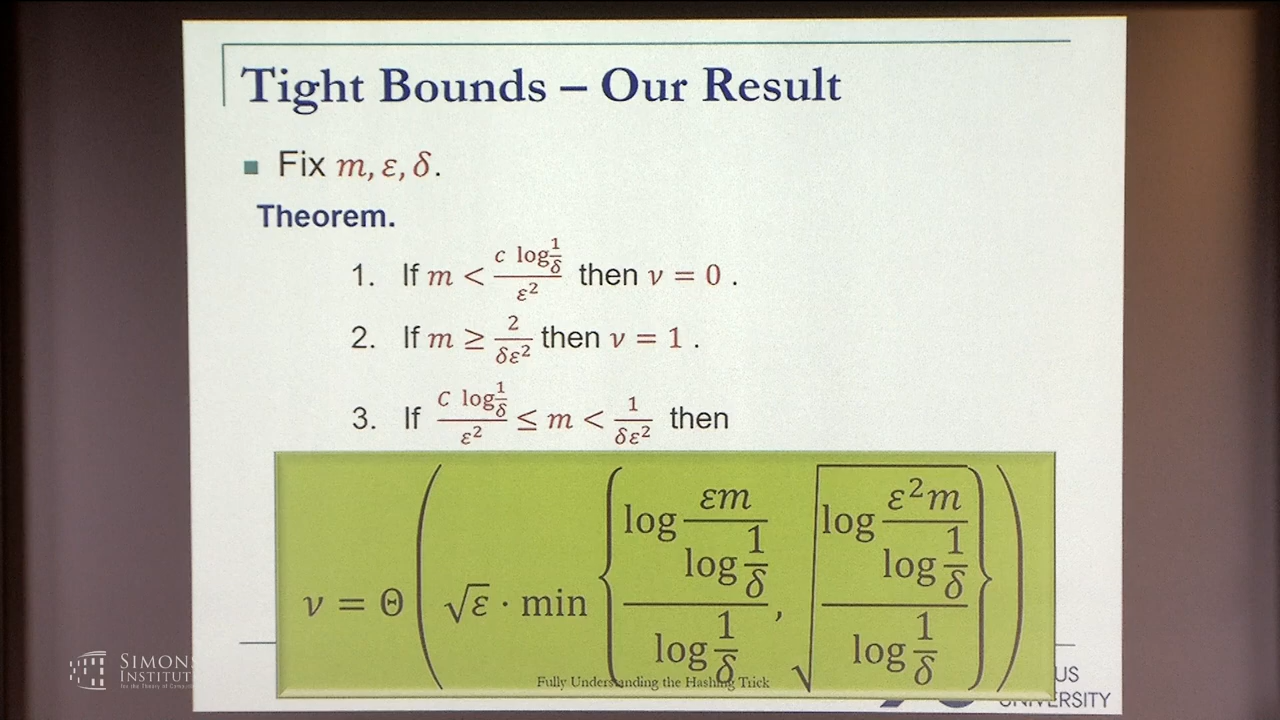 Tight Bounds – Our Result
Fix m, ε, δ.
Theorem.
1. If m < (c log 1/δ)/ε² then ν = 0 .
2. If m ≥ 2/(δε²) then ν = 1 .
3. If (C log 1/δ)/ε² ≤ m < 1/(δε²) then
ν = Θ ( √ε · min { (log (εm / log 1/δ)) / (log 1/δ) , √( (log (ε²m / log 1/δ)) / (log 1/δ) ) } )
Fully Understanding the Hashing Trick
SIMONS
INSTITUTE
US
UNIVERSITY